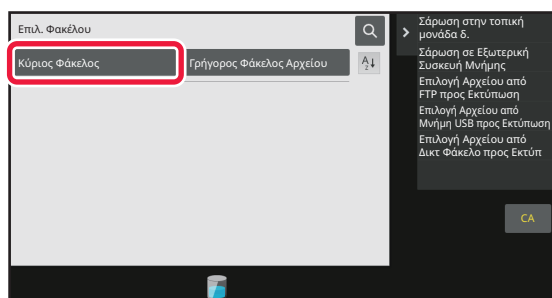 Επιλ. Φακέλου
Κύριος Φάκελος
Γρήγορος Φάκελος Αρχείου
A
Z
Σάρωση στην τοπική
μονάδα δ.
Σάρωση σε Εξωτερική
Συσκευή Μνήμης
Επιλογή Αρχείου από
FTP προς Εκτύπωση
Επιλογή Αρχείου από
Μνήμη USB προς Εκτύπωση
Επιλογή Αρχείου από
Δικτ Φάκελο προς Εκτύπ
CA